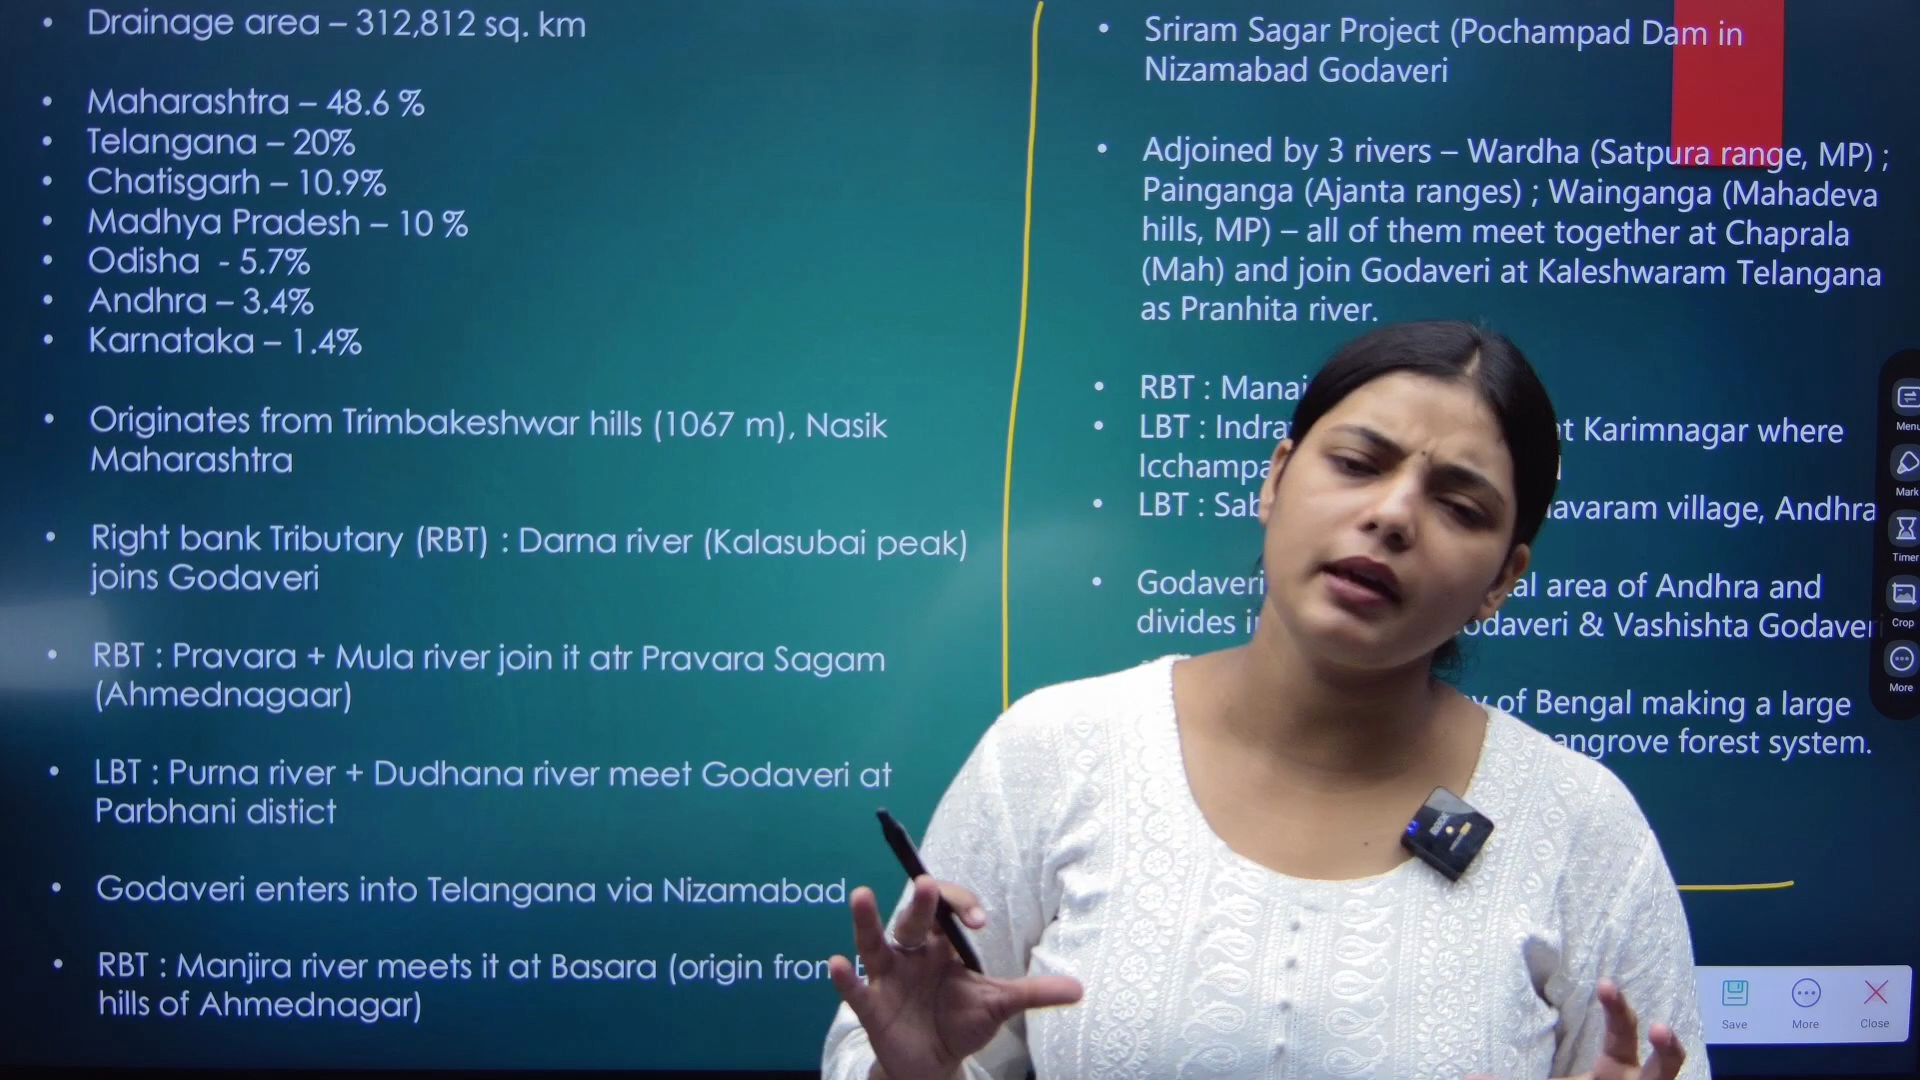 • Drainage area – 312,812 sq. km
• Maharashtra – 48.6 %
• Telangana – 20%
• Chatisgarh – 10.9%
• Madhya Pradesh – 10 %
• Odisha - 5.7%
• Andhra – 3.4%
• Karnataka – 1.4%
• Originates from Trimbakeshwar hills (1067 m), Nasik
Maharashtra
• Right bank Tributary (RBT) : Darna river (Kalasubai peak)
joins Godaveri
• RBT : Pravara + Mula river join it atr Pravara Sagam
(Ahmednagaar)
• LBT : Purna river + Dudhana river meet Godaveri at
Parbhani distict
• Godaveri enters into Telangana via Nizamabad
• RBT : Manjira river meets it at Basara (origin from
hills of Ahmednagar)
• Sriram Sagar Project (Pochampad Dam in
Nizamabad Godaveri
• Adjoined by 3 rivers – Wardha (Satpura range, MP) ;
Painganga (Ajanta ranges) ; Wainganga (Mahadeva
hills, MP) – all of them meet together at Chaprala
(Mah) and join Godaveri at Kaleshwaram Telangana
as Pranhita river.
• RBT :
• LBT : Karimnagar where
• LBT : village, Andhra
• Godaveri area of Andhra and
divides & Vashishta Godaveri
of Bengal making a large
forest system.
Menu
Mark
Timer
Crop
More
Save More Close